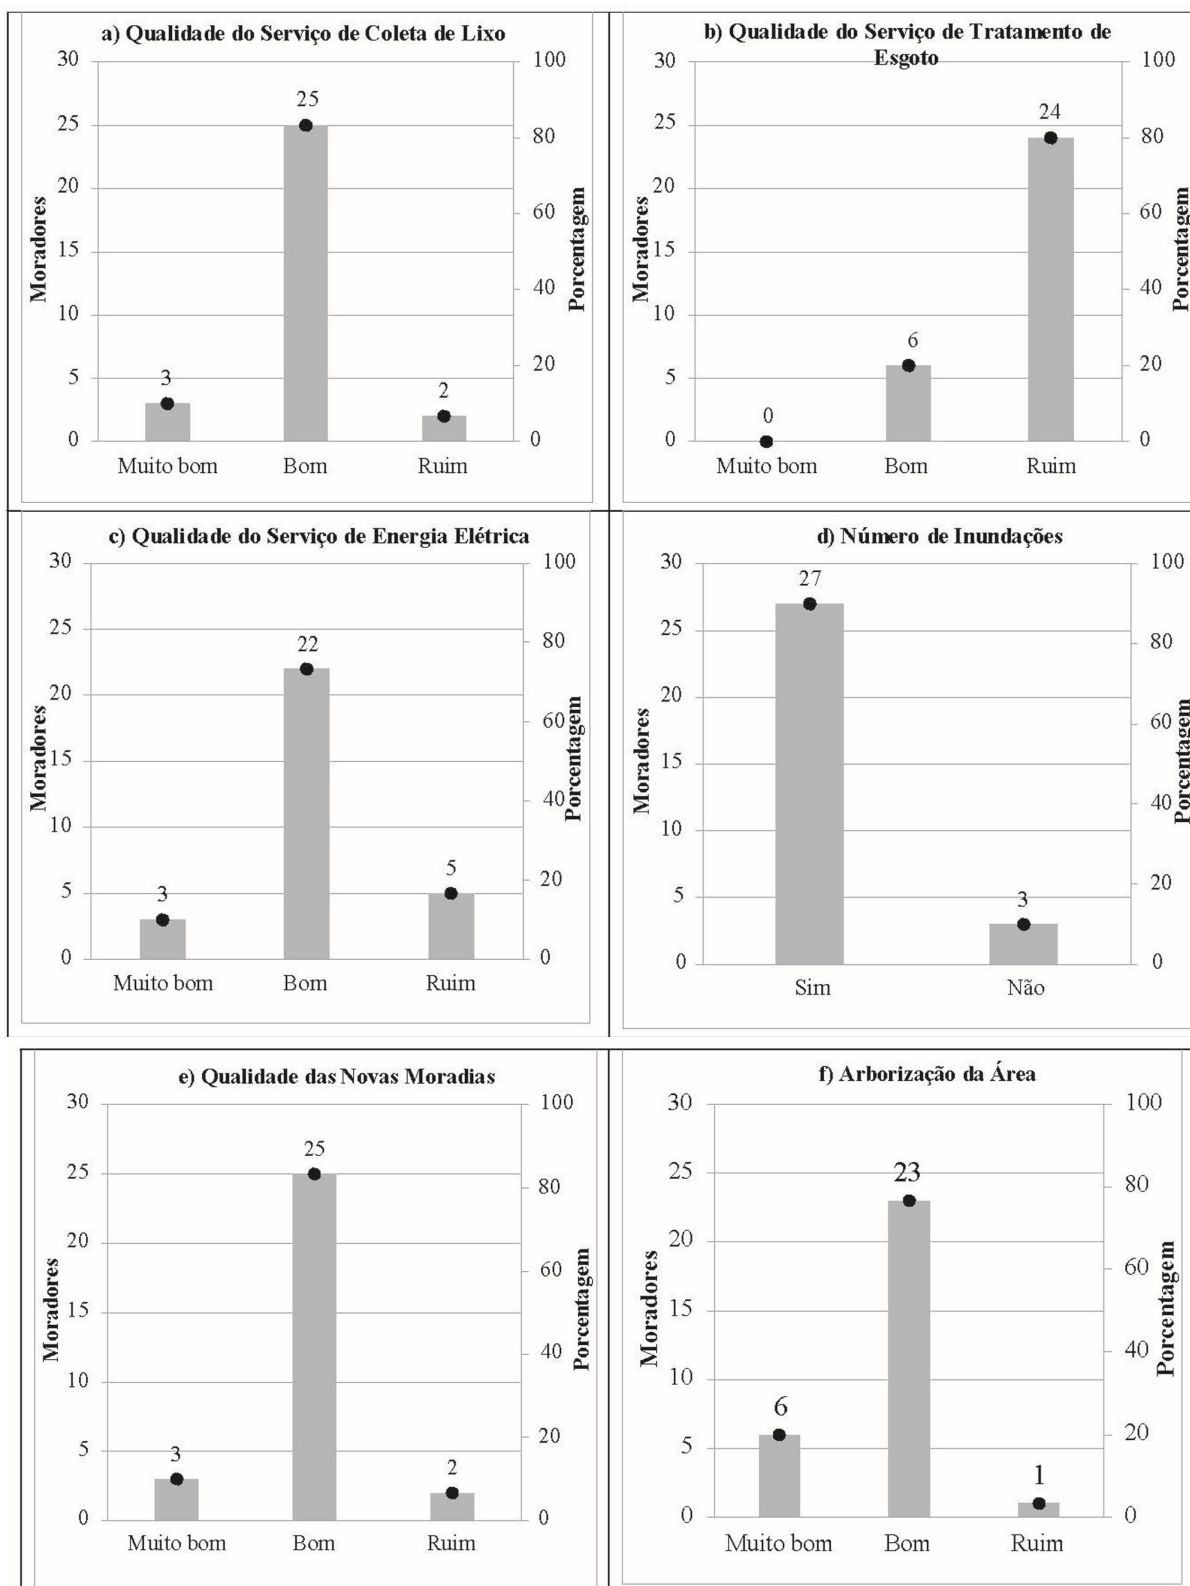 a) Qualidade do Serviço de Coleta de Lixo
30
25
20
15
10
5
0
Moradores
3
25
2
100
80
60
40
20
0
Porcentagem
Muito bom
Bom
Ruim
b) Qualidade do Serviço de Tratamento de
Esgoto
30
25
20
15
10
5
0
Moradores
0
6
24
100
80
60
40
20
0
Porcentagem
Muito bom
Bom
Ruim
c) Qualidade do Serviço de Energia Elétrica
30
25
20
15
10
5
0
Moradores
3
22
5
100
80
60
40
20
0
Porcentagem
Muito bom
Bom
Ruim
d) Número de Inundações
30
25
20
15
10
5
0
Moradores
27
3
100
80
60
40
20
0
Porcentagem
Sim
Não
e) Qualidade das Novas Moradias
30
25
20
15
10
5
0
Moradores
3
25
2
100
80
60
40
20
0
Porcentagem
Muito bom
Bom
Ruim
f) Arborização da Área
30
25
20
15
10
5
0
Moradores
6
23
1
100
80
60
40
20
0
Porcentagem
Muito bom
Bom
Ruim